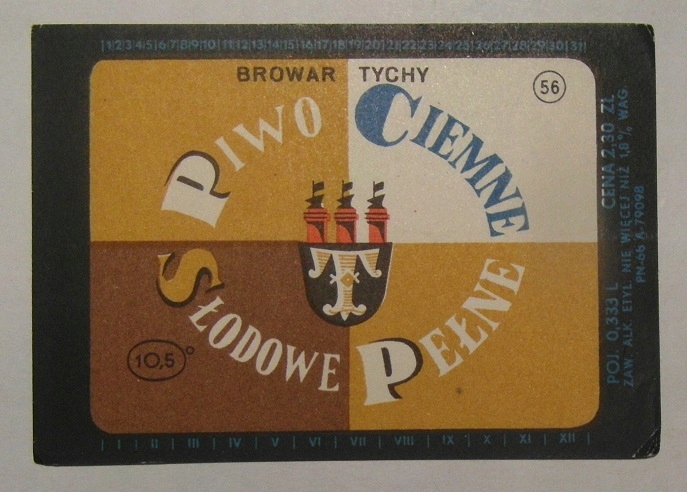 1|2|3|4|5|6|7|8|9|10|11|12|13|14|15|16|17|18|19|20|21|22|23|24|25|26|27|28|29|30|31
BROWAR TYCHY
56
PIWO CIEMNE
SŁODOWE PEŁNE
T
10,5°
POJ. 0,333 L CENA 2,30 ZŁ
ZAW. ALK. ETYL. NIE WIĘCEJ NIŻ 1,8% WAG.
PN-66 A-79098
I | II | III | IV | V | VI | VII | VIII | IX | X | XI | XII